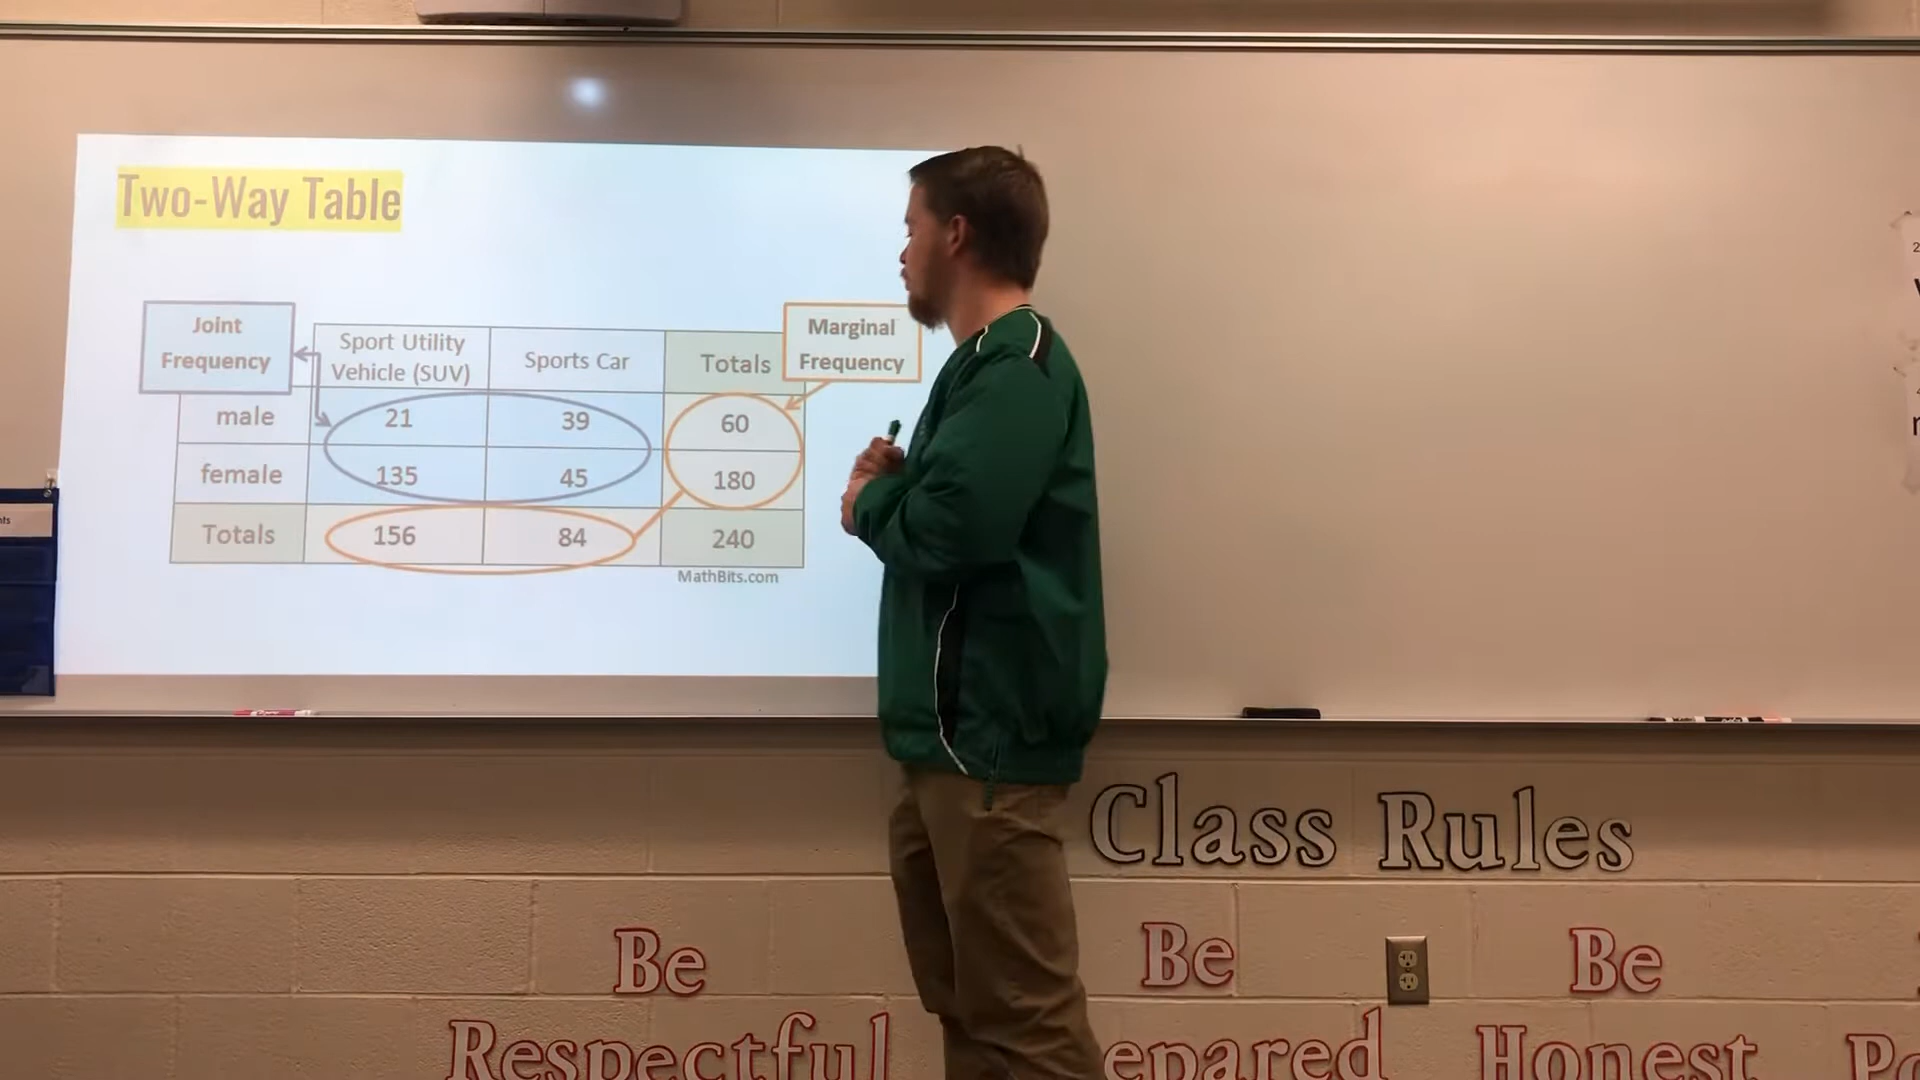 Two-Way Table
Joint
Frequency
Marginal
Frequency
Sport Utility
Vehicle (SUV)
Sports Car
Totals
male
21
39
60
female
135
45
180
Totals
156
84
240
MathBits.com
Class Rules
Be
Respectful
Be
epared
Be
Honest